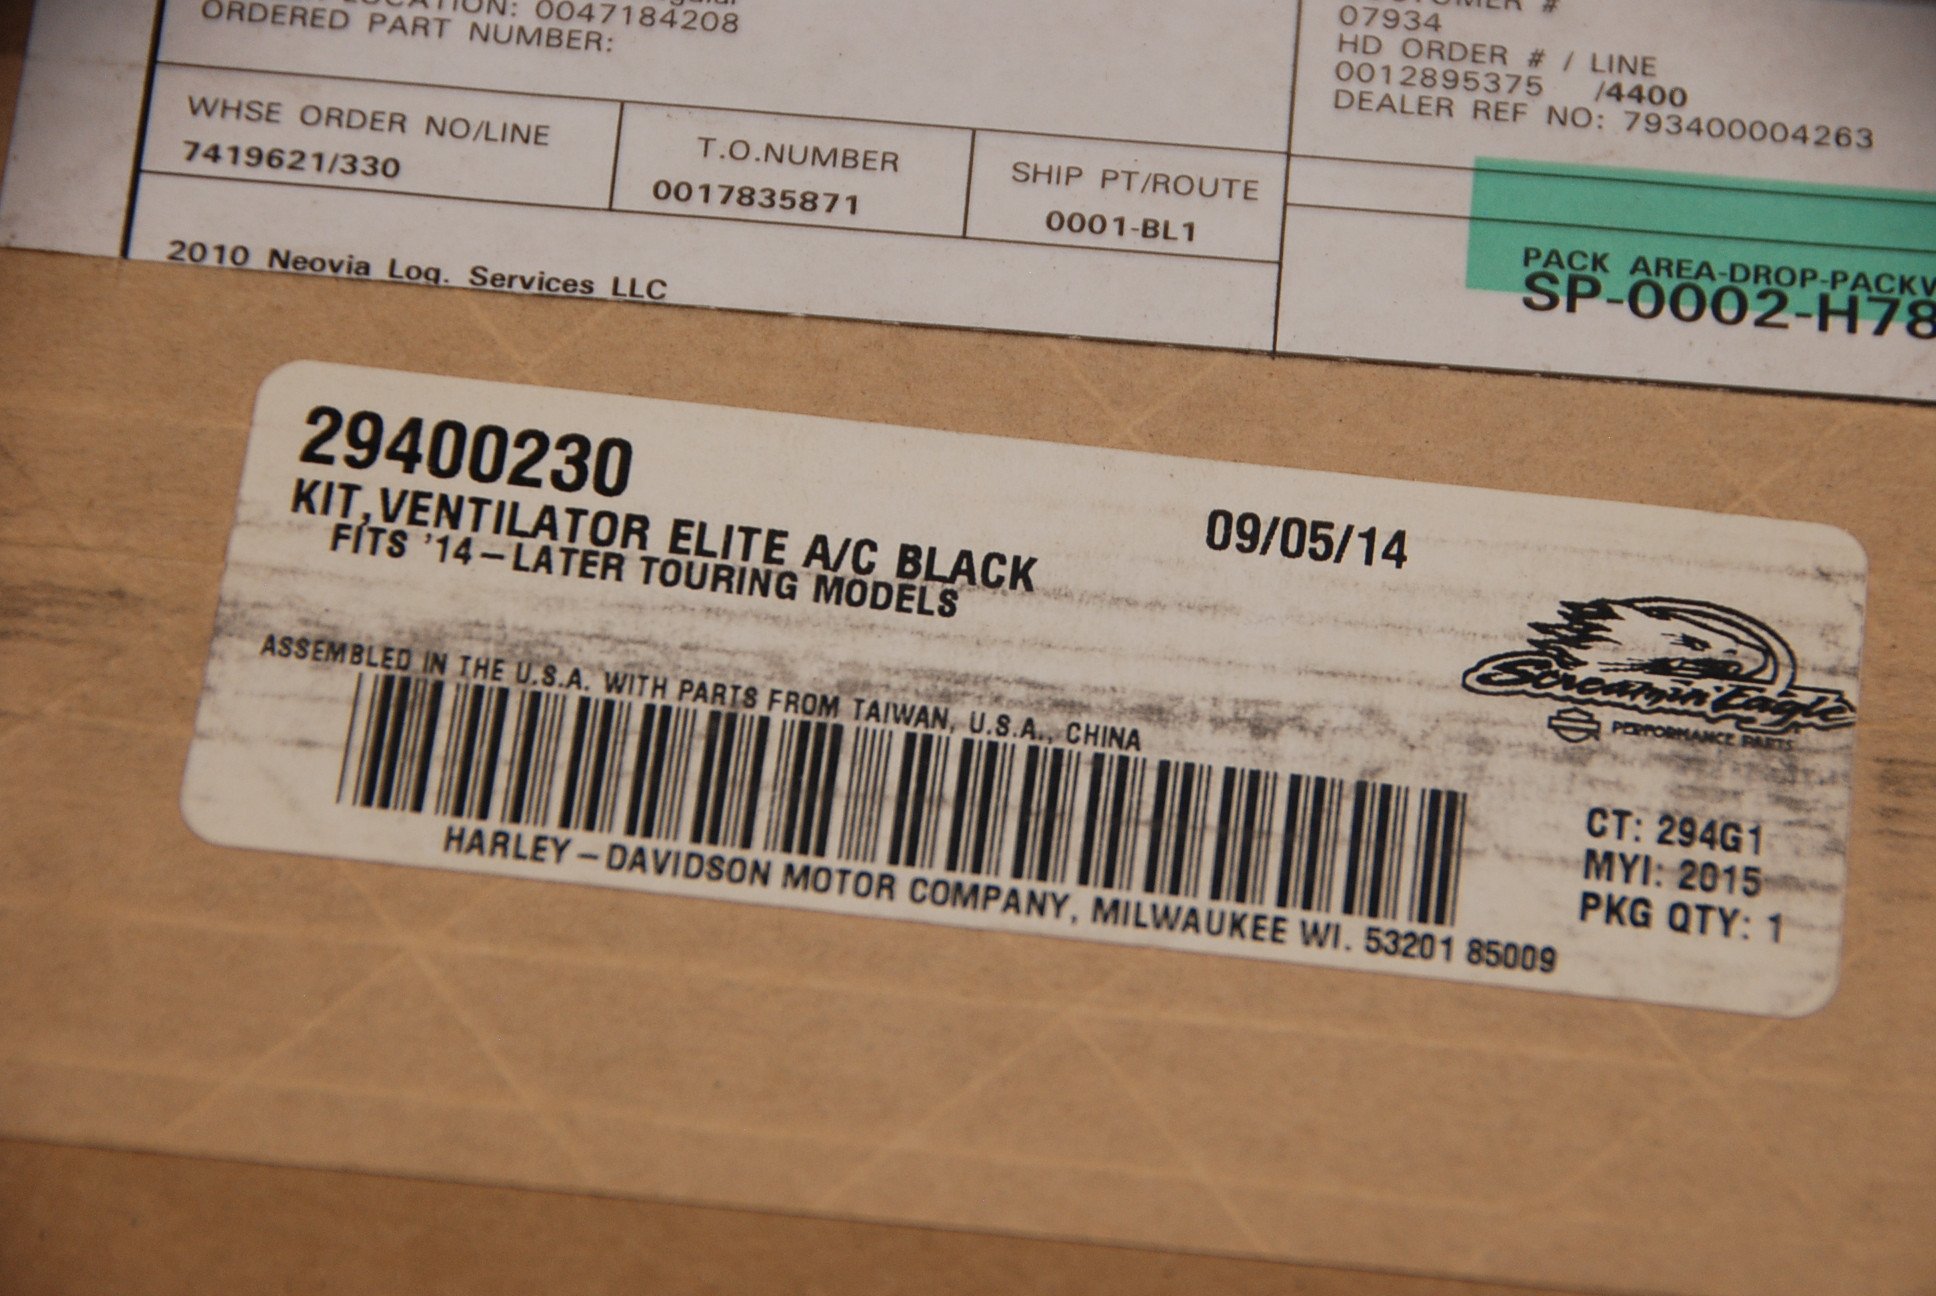 LOCATION: 0047184208
ORDERED PART NUMBER:
WHSE ORDER NO/LINE
7419621/330
T.O.NUMBER
0017835871
SHIP PT/ROUTE
0001-BL1
2010 Neovia Log. Services LLC
#
07934
HD ORDER # / LINE
0012895375 /4400
DEALER REF NO: 793400004263
PACK AREA-DROP-PACKW
SP-0002-H78
29400230
KIT,VENTILATOR ELITE A/C BLACK
FITS '14-LATER TOURING MODELS
09/05/14
ASSEMBLED IN THE U.S.A. WITH PARTS FROM TAIWAN, U.S.A., CHINA
Screamin' Eagle
PERFORMANCE PARTS
HARLEY-DAVIDSON MOTOR COMPANY, MILWAUKEE WI. 53201 85009
CT: 294G1
MYI: 2015
PKG QTY: 1